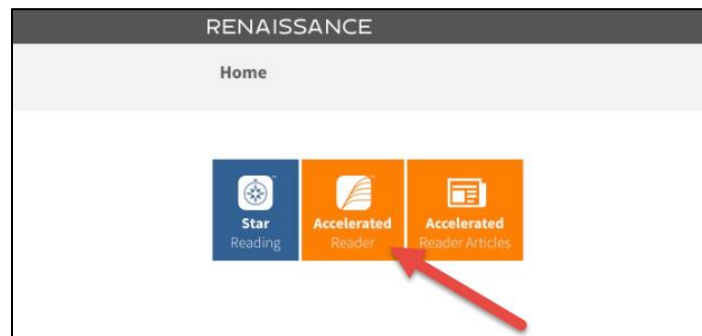 RENAISSANCE
Home
Star
Reading
Accelerated
Reader
Accelerated
Reader Articles